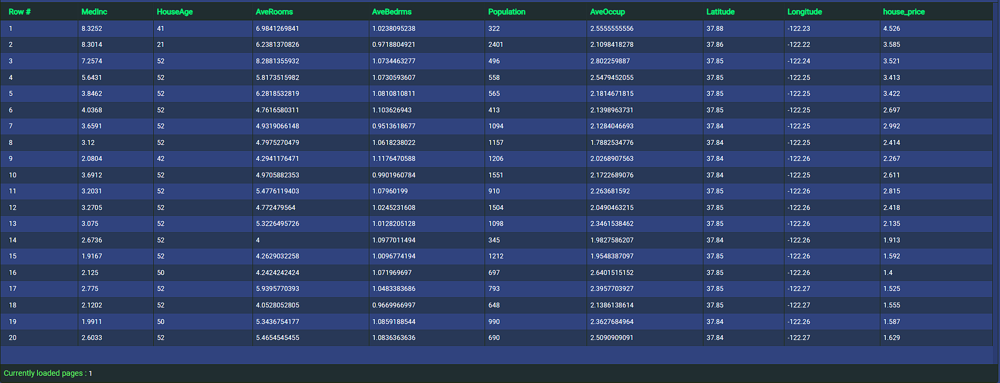 Row # MedInc HouseAge AveRooms AveBedrms Population AveOccup Latitude Longitude house_price
1 8.3252 41 6.9841269841 1.0238095238 322 2.5555555556 37.88 -122.23 4.526
2 8.3014 21 6.2381370826 0.9718804921 2401 2.1098418278 37.86 -122.22 3.585
3 7.2574 52 8.2881355932 1.0734463277 496 2.802259887 37.85 -122.24 3.521
4 5.6431 52 5.8173515982 1.0730593607 558 2.5479452055 37.85 -122.25 3.413
5 3.8462 52 6.2818532819 1.0810810811 565 2.1814671815 37.85 -122.25 3.422
6 4.0368 52 4.7616580311 1.103626943 413 2.1398963731 37.85 -122.25 2.697
7 3.6591 52 4.9319066148 0.9513618677 1094 2.1284046693 37.84 -122.25 2.992
8 3.12 52 4.7975270479 1.0618238022 1157 1.7882534776 37.84 -122.25 2.414
9 2.0804 42 4.2941176471 1.1176470588 1206 2.0268907563 37.84 -122.26 2.267
10 3.6912 52 4.9705882353 0.9901960784 1551 2.1722689076 37.84 -122.25 2.611
11 3.2031 52 5.4776119403 1.07960199 910 2.263681592 37.85 -122.26 2.815
12 3.2705 52 4.772479564 1.0245231608 1504 2.0490463215 37.85 -122.26 2.418
13 3.075 52 5.3226495726 1.0128205128 1098 2.3461538462 37.85 -122.26 2.135
14 2.6736 52 4 1.0977011494 345 1.9827586207 37.84 -122.26 1.913
15 1.9167 52 4.2629032258 1.0096774194 1212 1.9548387097 37.85 -122.26 1.592
16 2.125 50 4.2424242424 1.071969697 697 2.6401515152 37.85 -122.26 1.4
17 2.775 52 5.9395770393 1.0483383686 793 2.3957703927 37.85 -122.27 1.525
18 2.1202 52 4.0528052805 0.9669966997 648 2.1386138614 37.85 -122.27 1.555
19 1.9911 50 5.3436754177 1.0859188544 990 2.3627684964 37.84 -122.26 1.587
20 2.6033 52 5.4654545455 1.0836363636 690 2.5090909091 37.84 -122.27 1.629
Currently loaded pages : 1